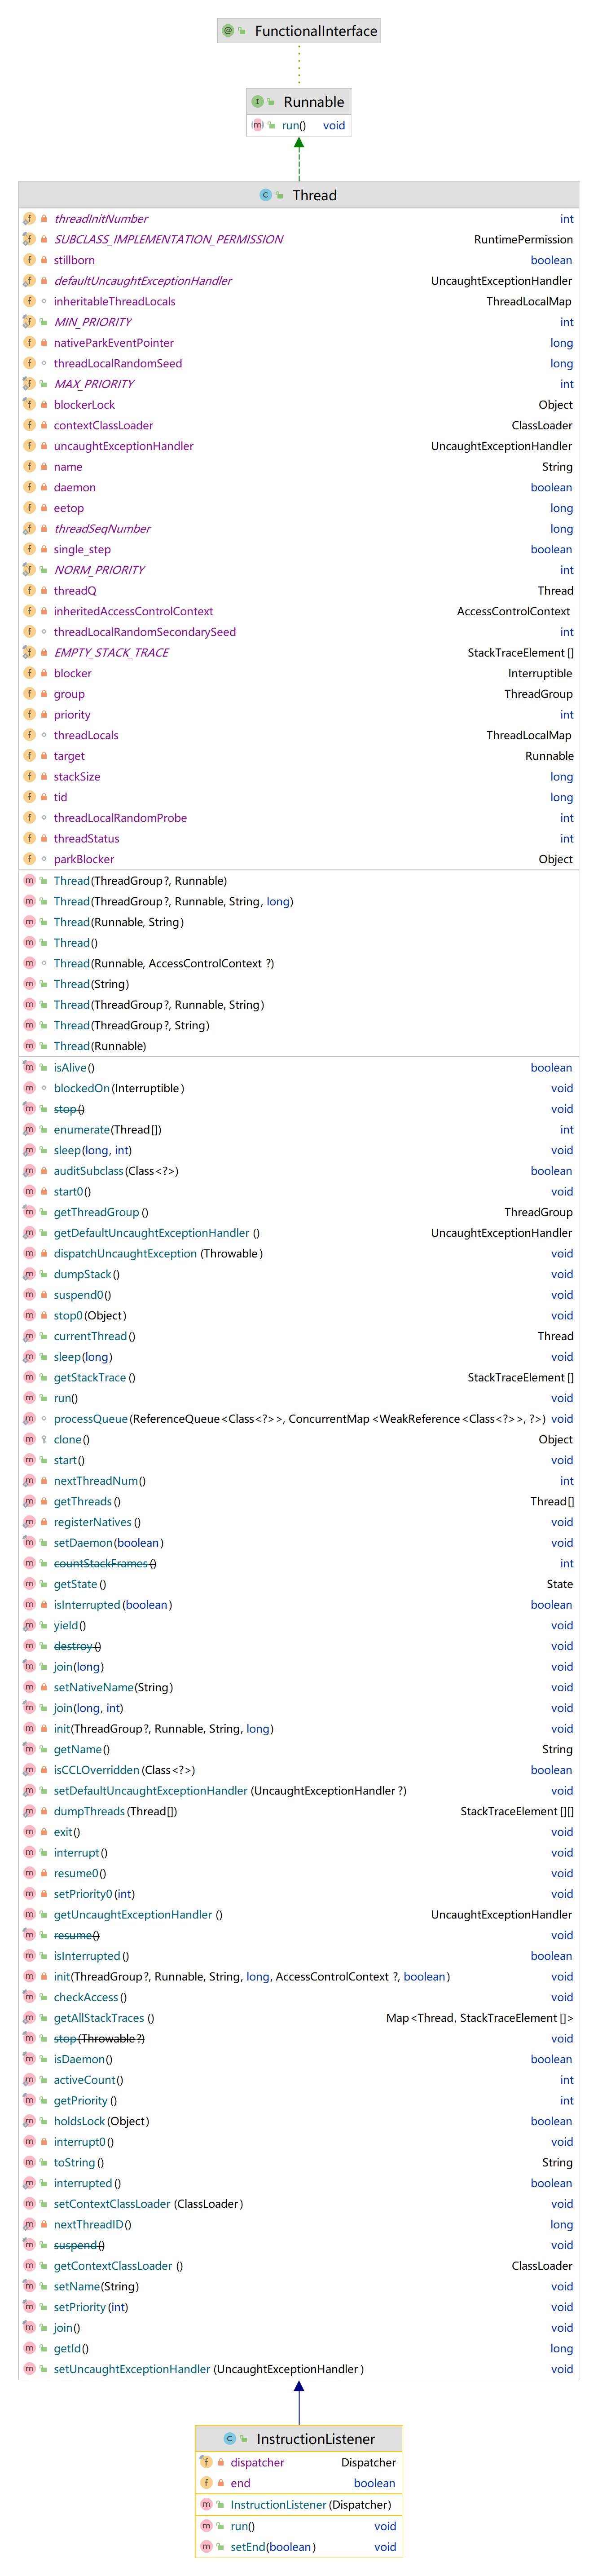 FunctionalInterface
Runnable
run() void
Thread
threadInitNumber int
SUBCLASS_IMPLEMENTATION_PERMISSION RuntimePermission
stillborn boolean
defaultUncaughtExceptionHandler UncaughtExceptionHandler
inheritableThreadLocals ThreadLocalMap
MIN_PRIORITY int
nativeParkEventPointer long
threadLocalRandomSeed long
MAX_PRIORITY int
blockerLock Object
contextClassLoader ClassLoader
uncaughtExceptionHandler UncaughtExceptionHandler
name String
daemon boolean
eetop long
threadSeqNumber long
single_step boolean
NORM_PRIORITY int
threadQ Thread
inheritedAccessControlContext AccessControlContext
threadLocalRandomSecondarySeed int
EMPTY_STACK_TRACE StackTraceElement[]
blocker Interruptible
group ThreadGroup
priority int
threadLocals ThreadLocalMap
target Runnable
stackSize long
tid long
threadLocalRandomProbe int
threadStatus int
parkBlocker Object
Thread(ThreadGroup?, Runnable)
Thread(ThreadGroup?, Runnable, String, long)
Thread(Runnable, String)
Thread()
Thread(Runnable, AccessControlContext?)
Thread(String)
Thread(ThreadGroup?, Runnable, String)
Thread(ThreadGroup?, String)
Thread(Runnable)
isAlive() boolean
blockedOn(Interruptible) void
stop() void
enumerate(Thread[]) int
sleep(long, int) void
auditSubclass(Class<?>) boolean
start0() void
getThreadGroup() ThreadGroup
getDefaultUncaughtExceptionHandler() UncaughtExceptionHandler
dispatchUncaughtException(Throwable) void
dumpStack() void
suspend0() void
stop0(Object) void
currentThread() Thread
sleep(long) void
getStackTrace() StackTraceElement[]
run() void
processQueue(ReferenceQueue<Class<?>>, ConcurrentMap<WeakReference<Class<?>>, ?>) void
clone() Object
start() void
nextThreadNum() int
getThreads() Thread[]
registerNatives() void
setDaemon(boolean) void
countStackFrames() int
getState() State
isInterrupted(boolean) boolean
yield() void
destroy() void
join(long) void
setNativeName(String) void
join(long, int) void
init(ThreadGroup?, Runnable, String, long) void
getName() String
isCCLOverridden(Class<?>) boolean
setDefaultUncaughtExceptionHandler(UncaughtExceptionHandler?) void
dumpThreads(Thread[]) StackTraceElement[][]
exit() void
interrupt() void
resume0() void
setPriority0(int) void
getUncaughtExceptionHandler() UncaughtExceptionHandler
resume() void
isInterrupted() boolean
init(ThreadGroup?, Runnable, String, long, AccessControlContext?, boolean) void
checkAccess() void
getAllStackTraces() Map<Thread, StackTraceElement[]>
stop(Throwable?) void
isDaemon() boolean
activeCount() int
getPriority() int
holdsLock(Object) boolean
interrupt0() void
toString() String
interrupted() boolean
setContextClassLoader(ClassLoader) void
nextThreadID() long
suspend() void
getContextClassLoader() ClassLoader
setName(String) void
setPriority(int) void
join() void
getId() long
setUncaughtExceptionHandler(UncaughtExceptionHandler) void
InstructionListener
dispatcher Dispatcher
end boolean
InstructionListener(Dispatcher)
run() void
setEnd(boolean) void